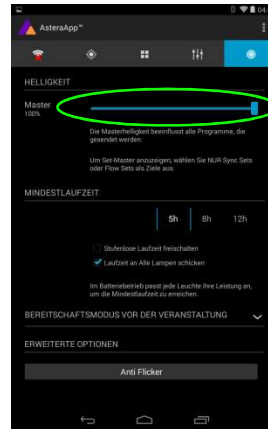 04
AsteraApp™
HELLIGKEIT
Master
100%
Die Masterhelligkeit beeinflusst alle Programme, die
gesendet werden.
Um Set-Master anzuzeigen, wählen Sie NUR Sync Sets
oder Flow Sets als Ziele aus.
MINDESTLAUFZEIT
5h 8h 12h
Stufenlose Laufzeit freischalten
Laufzeit an Alle Lampen schicken
Im Batteriebetrieb passt jede Leuchte ihre Leistung an,
um die Mindestlaufzeit zu erreichen.
BEREITSCHAFTSMODUS VOR DER VERANSTALTUNG
ERWEITERTE OPTIONEN
Anti Flicker